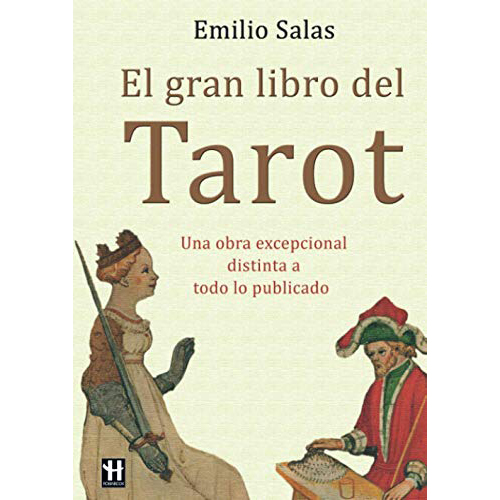 Emilio Salas
El gran libro del
Tarot
Una obra excepcional
distinta a
todo lo publicado
H